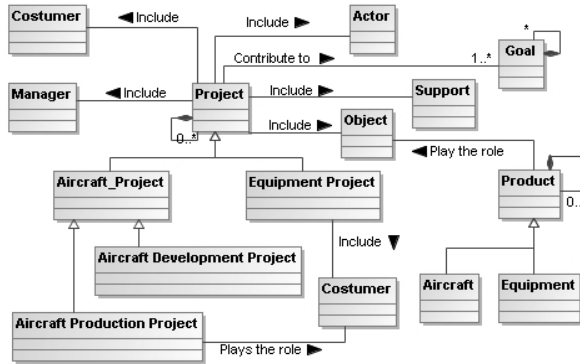 Costumer
◀ Include
Include ▶
Actor
*
Goal
Contribute to ▶
1..*
Manager
◀ Include
Project
Include ▶
Support
0..*
Include ▶
Object
◀ Play the role
Product
0..
Aircraft_Project
Equipment Project
Aircraft Development Project
Include ▼
Costumer
Aircraft
Equipment
Aircraft Production Project
Plays the role ▶